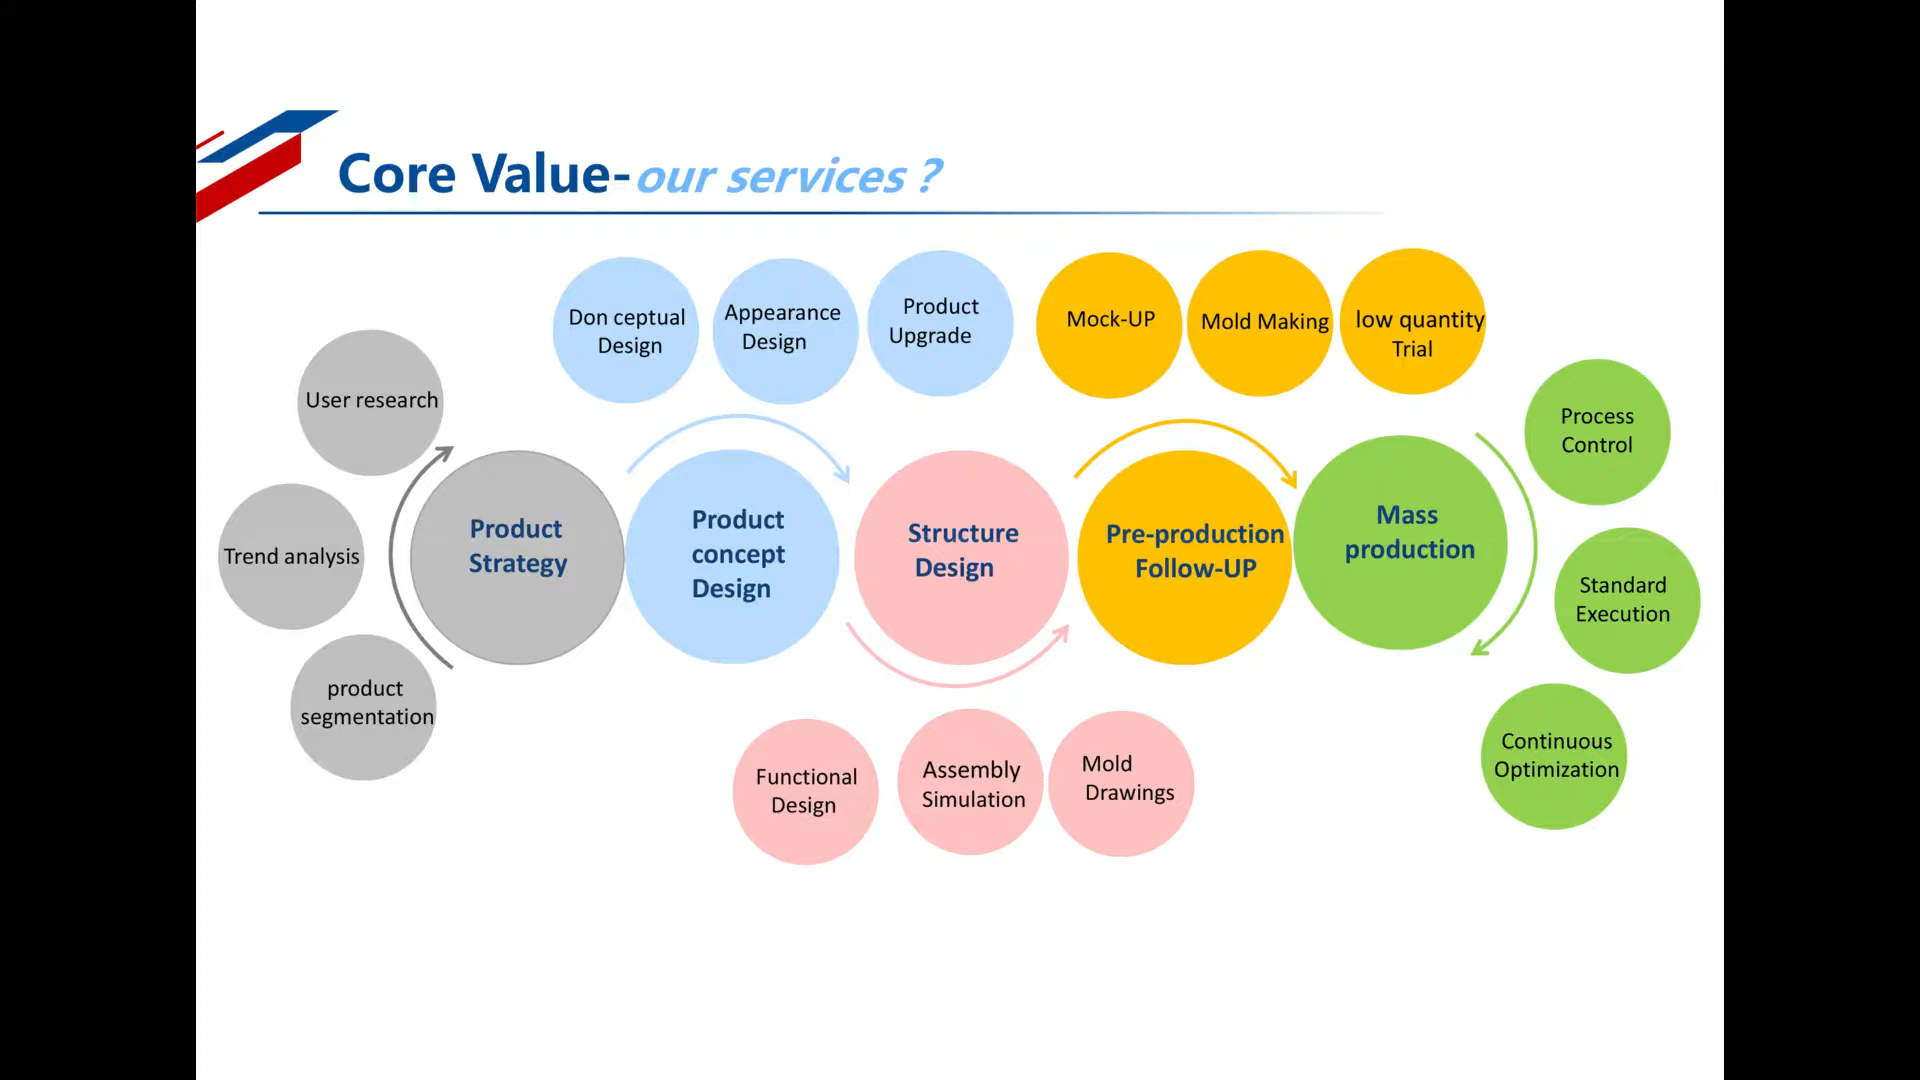 Core Value-our services ?
Don ceptual
Design
Appearance
Design
Product
Upgrade
Mock-UP
Mold Making
low quantity
Trial
User research
Trend analysis
product
segmentation
Product
Strategy
Product
concept
Design
Structure
Design
Pre-production
Follow-UP
Mass
production
Process
Control
Standard
Execution
Continuous
Optimization
Functional
Design
Assembly
Simulation
Mold
Drawings